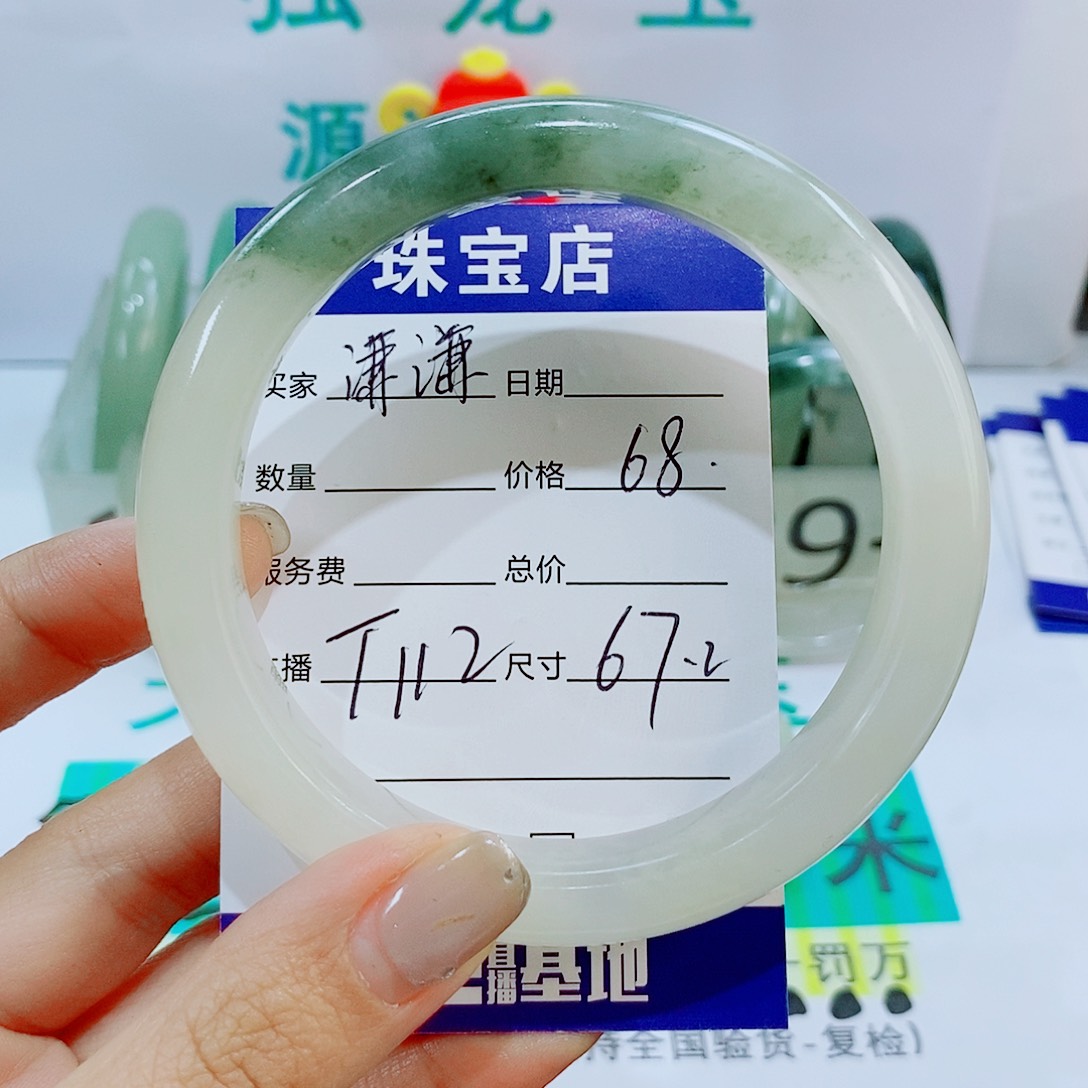 源
珠宝店
买家 潇潇 日期
数量 价格 68.
服务费 总价
播 T112 尺寸 67.2
9
米
播基地
罚万
持全国验货-复检)